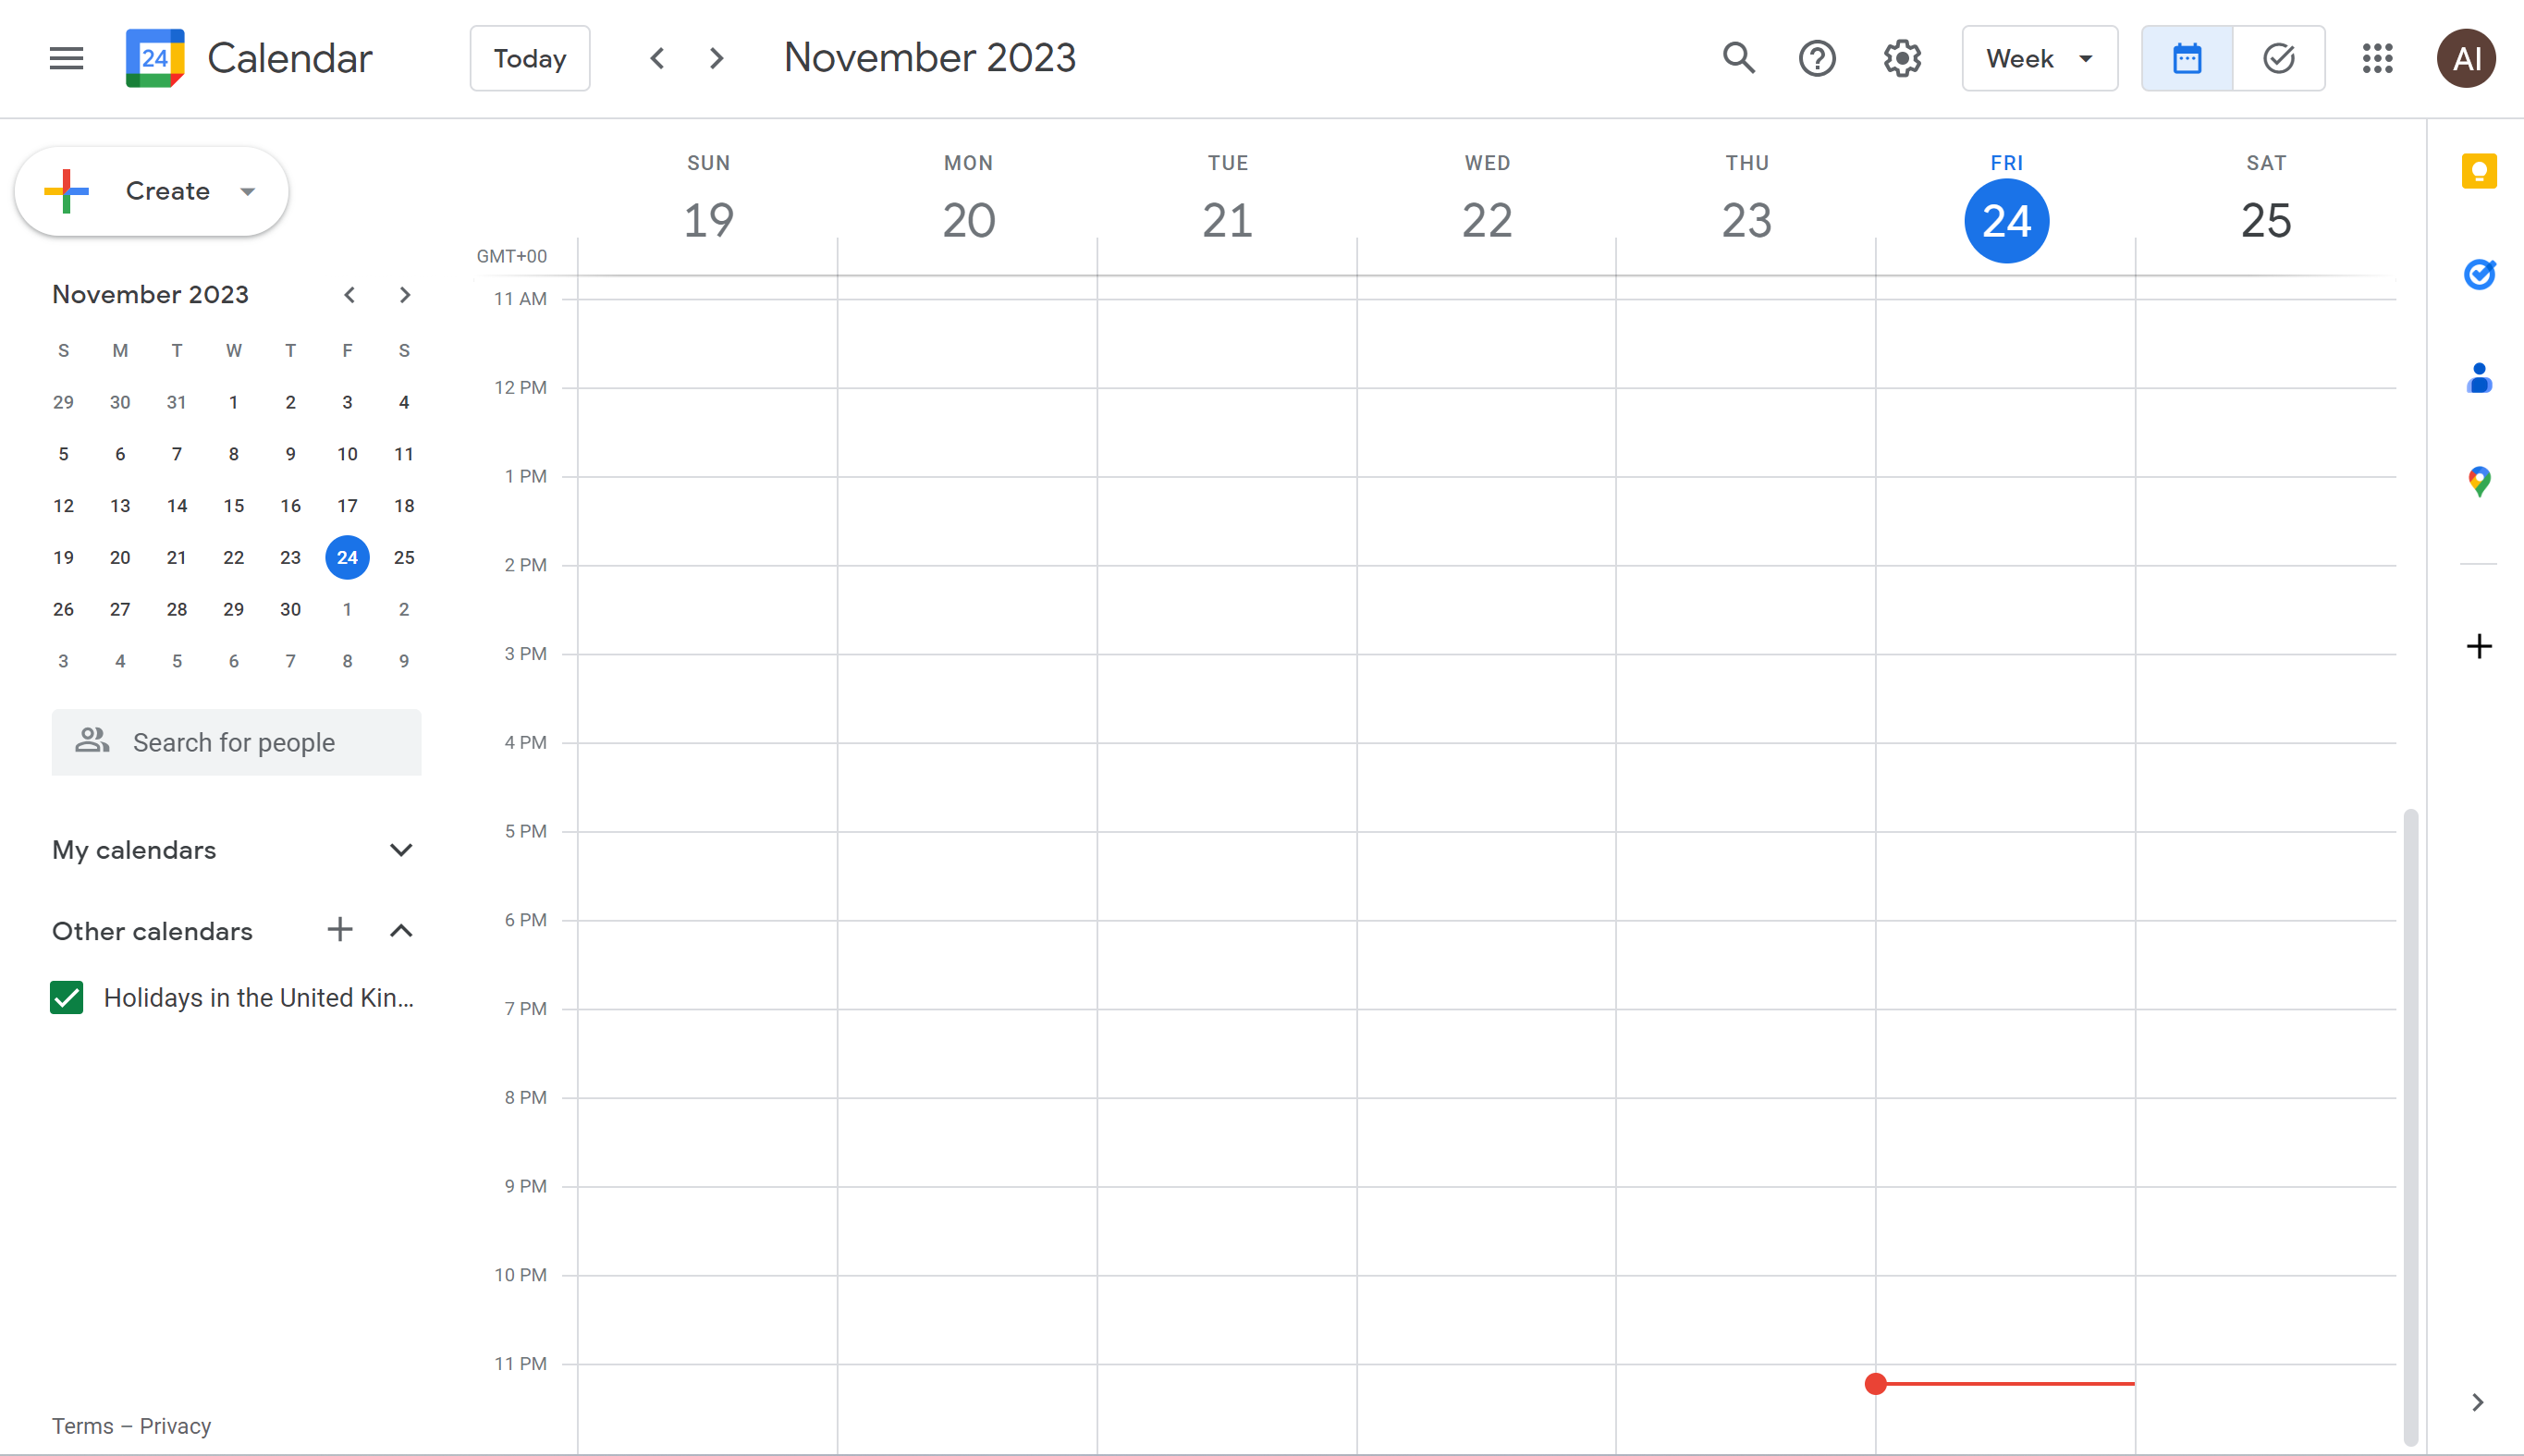 24 Calendar Today November 2023 Week AI
Create
November 2023
S M T W T F S
29 30 31 1 2 3 4
5 6 7 8 9 10 11
12 13 14 15 16 17 18
19 20 21 22 23 24 25
26 27 28 29 30 1 2
3 4 5 6 7 8 9
Search for people
My calendars
Other calendars
Holidays in the United Kin...
Terms – Privacy
SUN MON TUE WED THU FRI SAT
19 20 21 22 23 24 25
GMT+00
11 AM
12 PM
1 PM
2 PM
3 PM
4 PM
5 PM
6 PM
7 PM
8 PM
9 PM
10 PM
11 PM